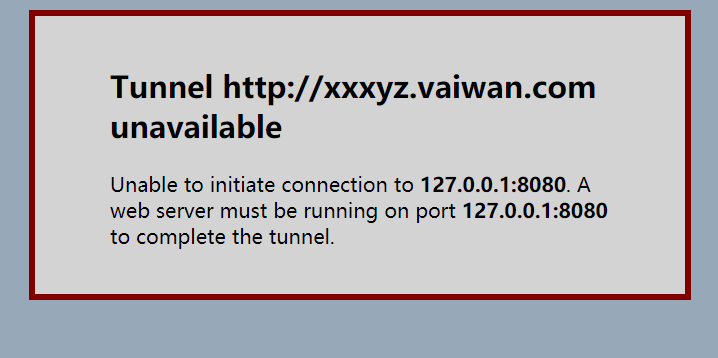 Tunnel http://xxxyz.vaiwan.com
unavailable
Unable to initiate connection to 127.0.0.1:8080. A
web server must be running on port 127.0.0.1:8080
to complete the tunnel.